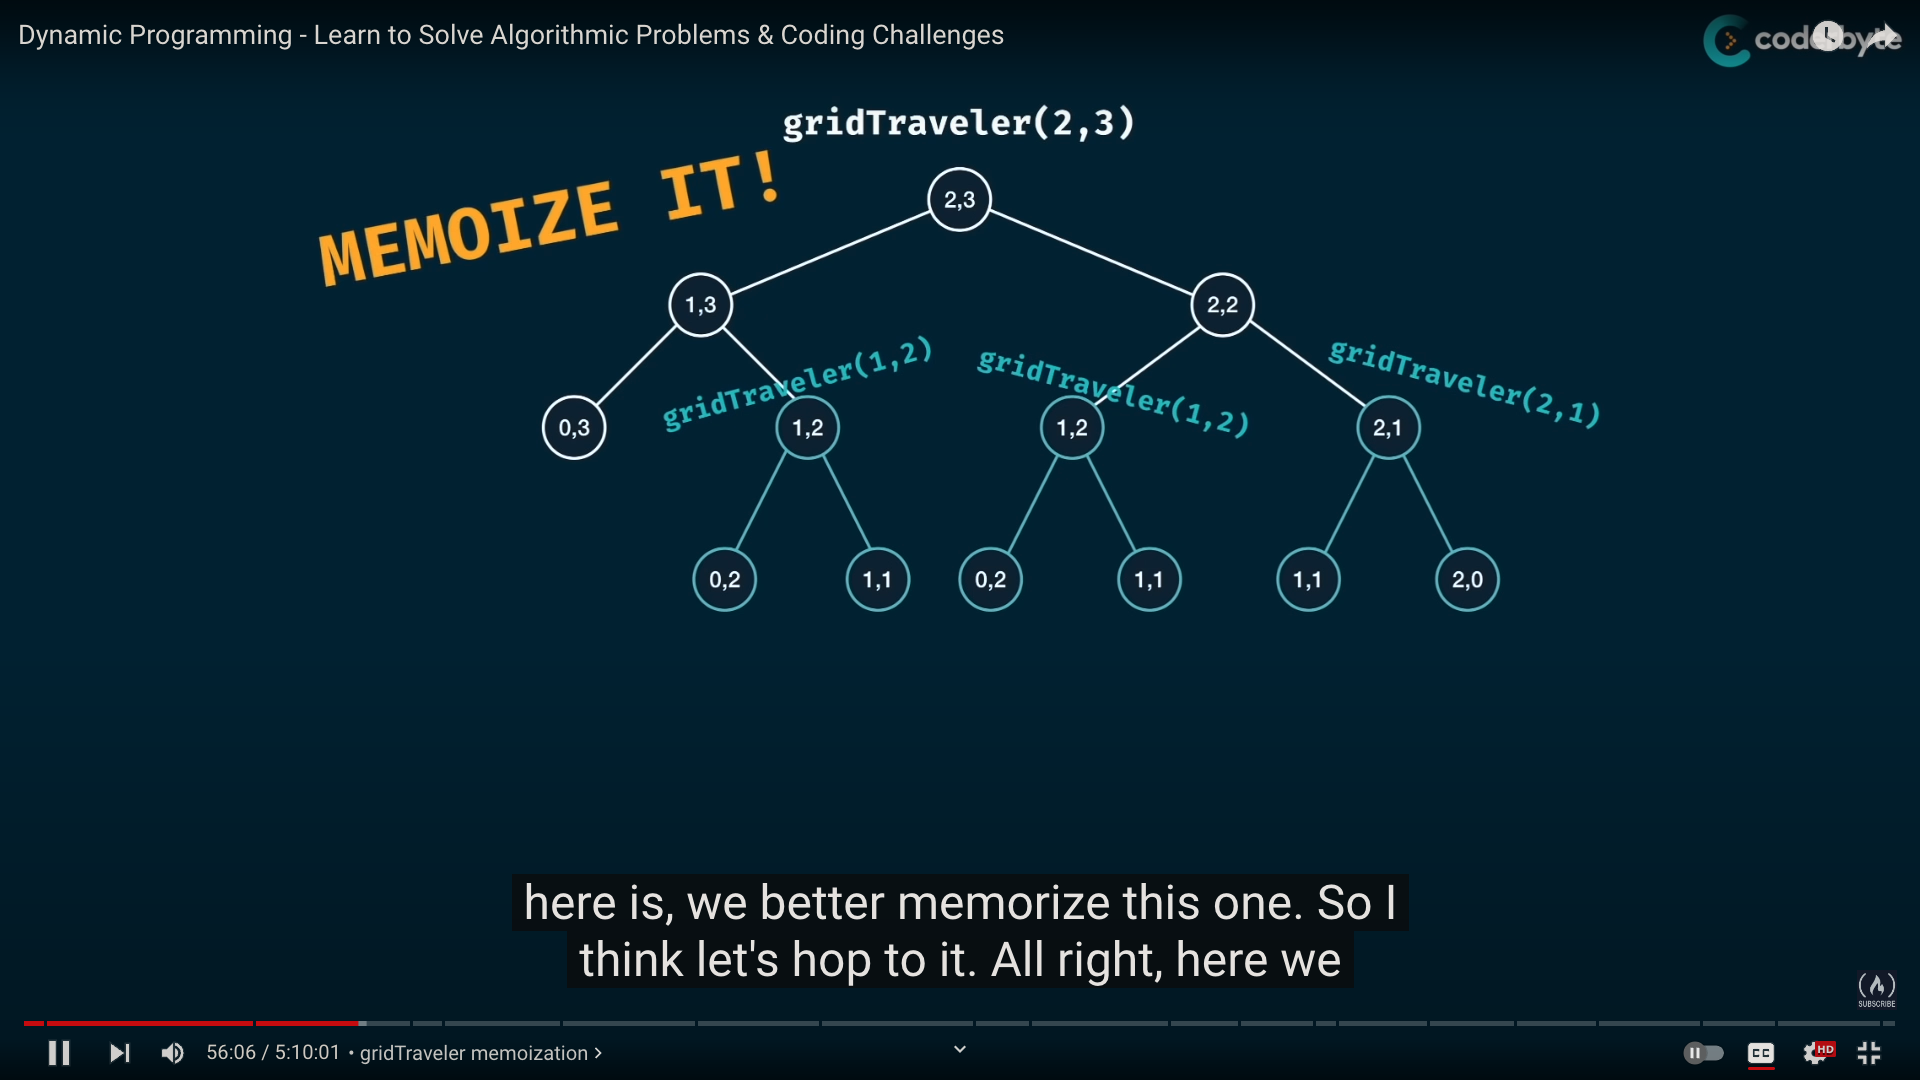 Dynamic Programming - Learn to Solve Algorithmic Problems & Coding Challenges
coderbyte
gridTraveler(2,3)
MEMOIZE IT!
2,3
1,3
2,2
gridTraveler(1,2)
gridTraveler(1,2)
gridTraveler(2,1)
0,3
1,2
1,2
2,1
0,2
1,1
0,2
1,1
1,1
2,0
here is, we better memorize this one. So I
think let's hop to it. All right, here we
SUBSCRIBE
56:06 / 5:10:01 • gridTraveler memoization >
CC
HD